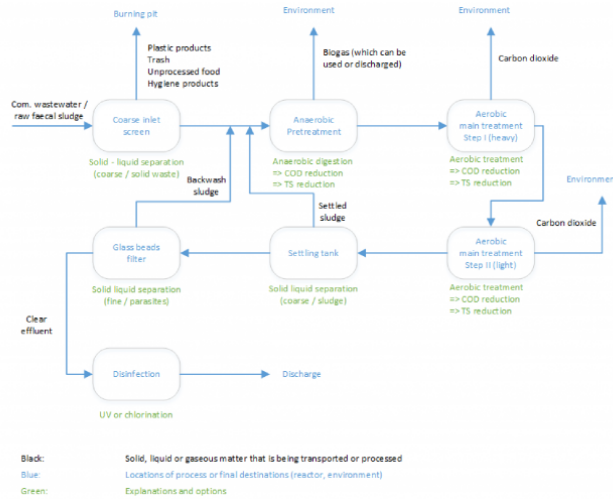 Burning pit
Environment
Environment
Plastic products
Trash
Unprocessed food
Hygiene products
Biogas (which can be
used or discharged)
Carbon dioxide
Com. wastewater /
raw faecal sludge
Coarse inlet
screen
Anaerobic
Pretreatment
Aerobic
main treatment
Step I (heavy)
Solid - liquid separation
(coarse / solid waste)
Anaerobic digestion
=> COD reduction
=> TS reduction
Aerobic treatment
=> COD reduction
=> TS reduction
Backwash
sludge
Settled
sludge
Environment
Carbon dioxide
Glass beads
filter
Settling tank
Aerobic
main treatment
Step II (light)
Solid liquid separation
(fine / parasites)
Solid liquid separation
(coarse / sludge)
Aerobic treatment
=> COD reduction
=> TS reduction
Clear
effluent
Disinfection
Discharge
UV or chlorination
Black: Solid, liquid or gaseous matter that is being transported or processed
Blue: Locations of process or final destinations (reactor, environment)
Green: Explanations and options